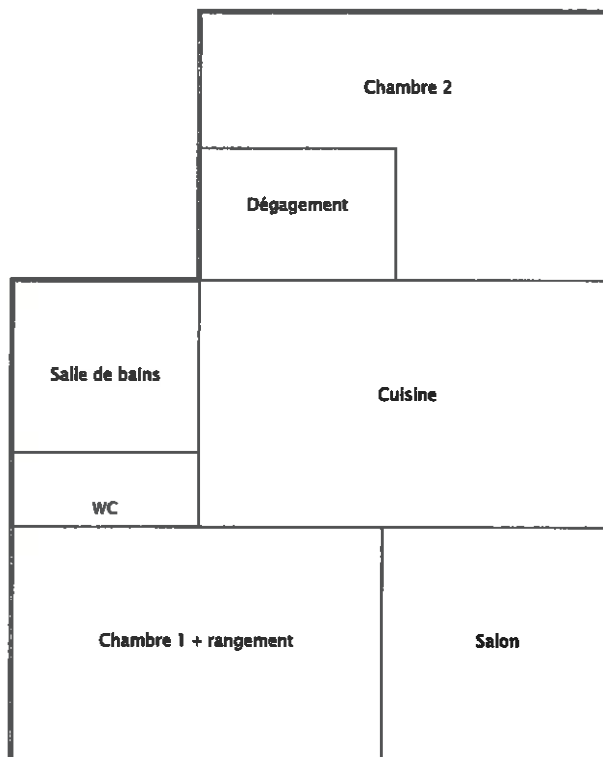 Chambre 2
Dégagement
Salle de bains
Cuisine
WC
Chambre 1 + rangement
Salon